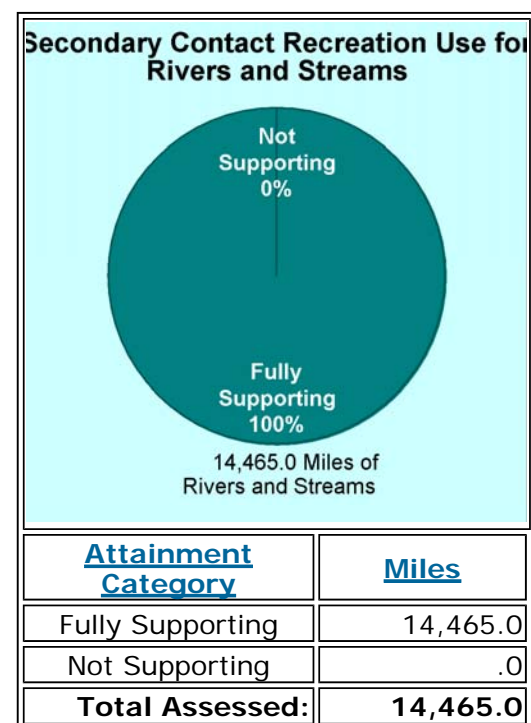 Secondary Contact Recreation Use for
Rivers and Streams
Not
Supporting
0%
Fully
Supporting
100%
14,465.0 Miles of
Rivers and Streams
Attainment
Category
Miles
Fully Supporting 14,465.0
Not Supporting .0
Total Assessed: 14,465.0